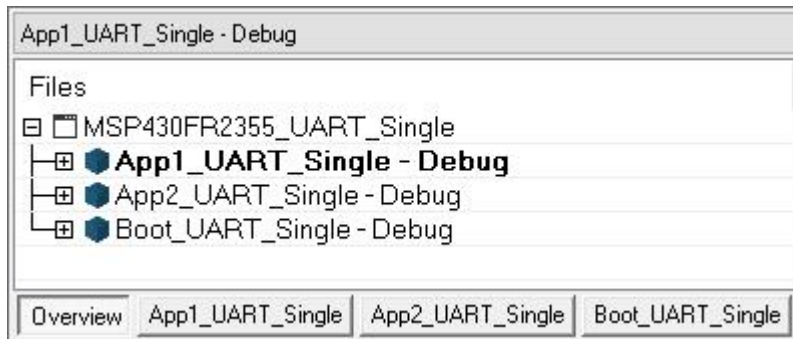 App1_UART_Single - Debug
Files
MSP430FR2355_UART_Single
App1_UART_Single - Debug
App2_UART_Single - Debug
Boot_UART_Single - Debug
Overview App1_UART_Single App2_UART_Single Boot_UART_Single